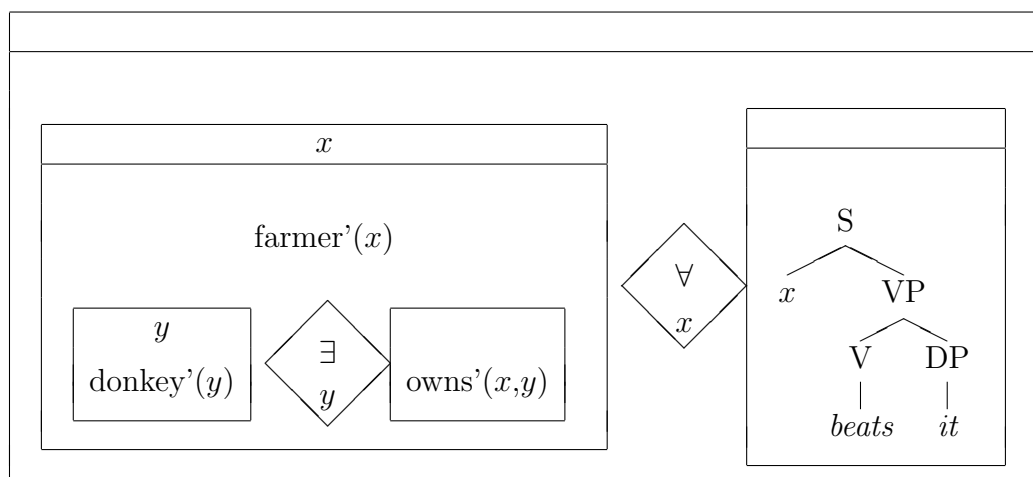 x
farmer’(x)
y
donkey’(y)
∃
y
owns’(x,y)
∀
x
S
x VP
V DP
beats it